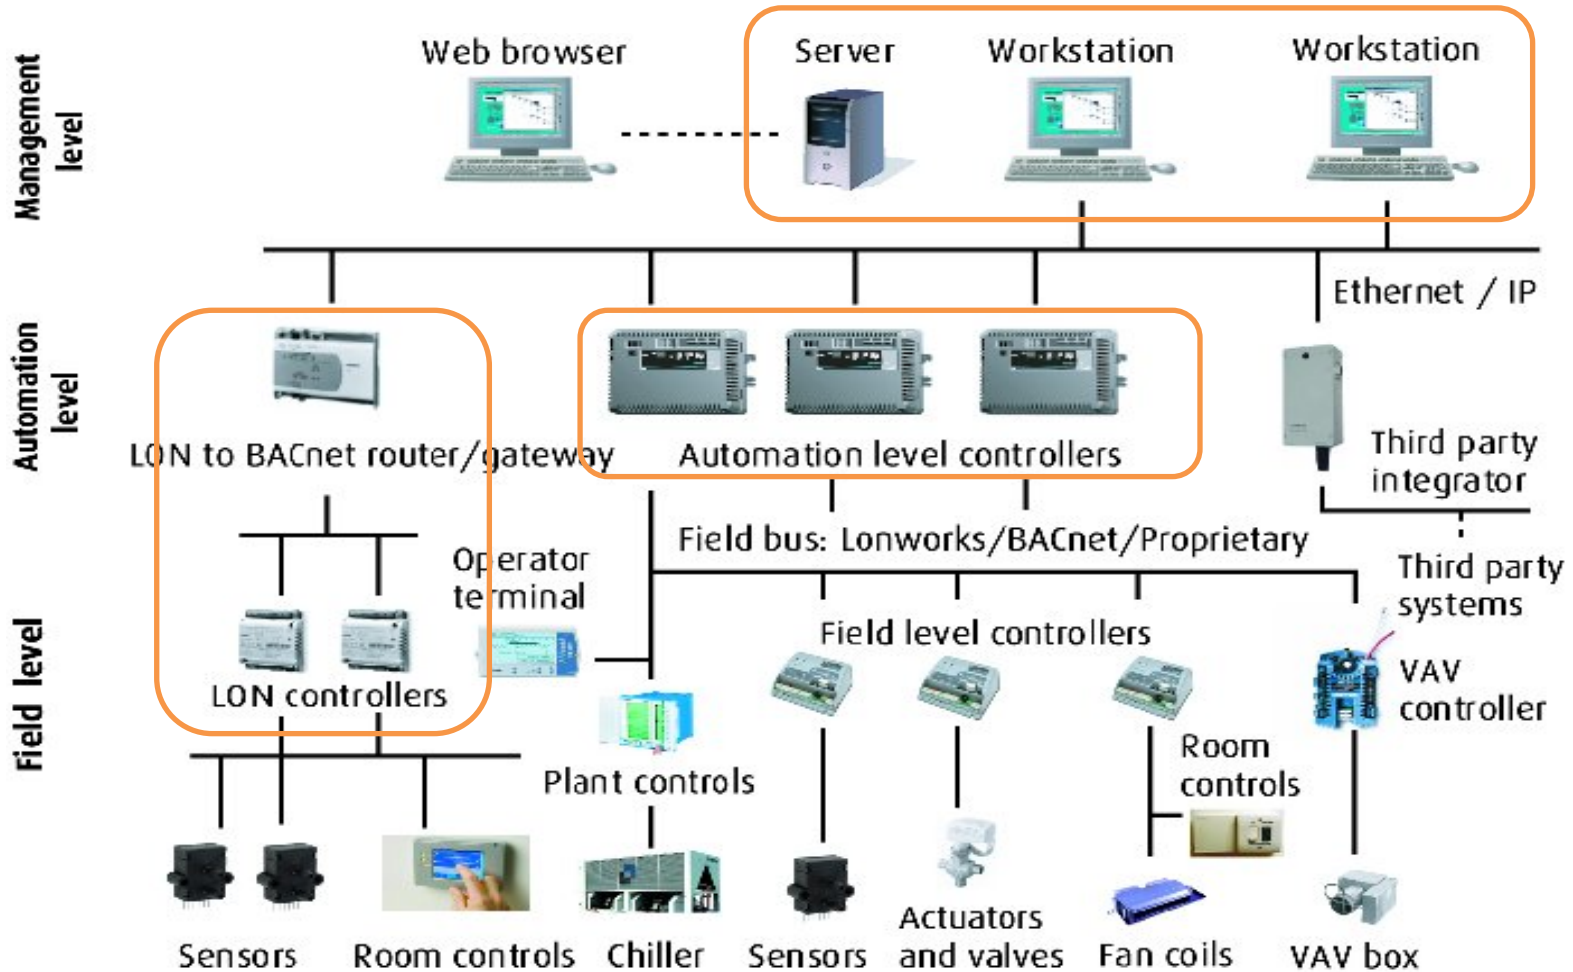 Management
level
Web browser
Server
Workstation
Workstation
Ethernet / IP
Automation
level
LON to BACnet router/gateway
Automation level controllers
Third party
integrator
Field bus: Lonworks/BACnet/Proprietary
Operator
terminal
Third party
systems
Field level
Field level controllers
LON controllers
VAV
controller
Plant controls
Room
controls
Sensors
Room controls
Chiller
Sensors
Actuators
and valves
Fan coils
VAV box